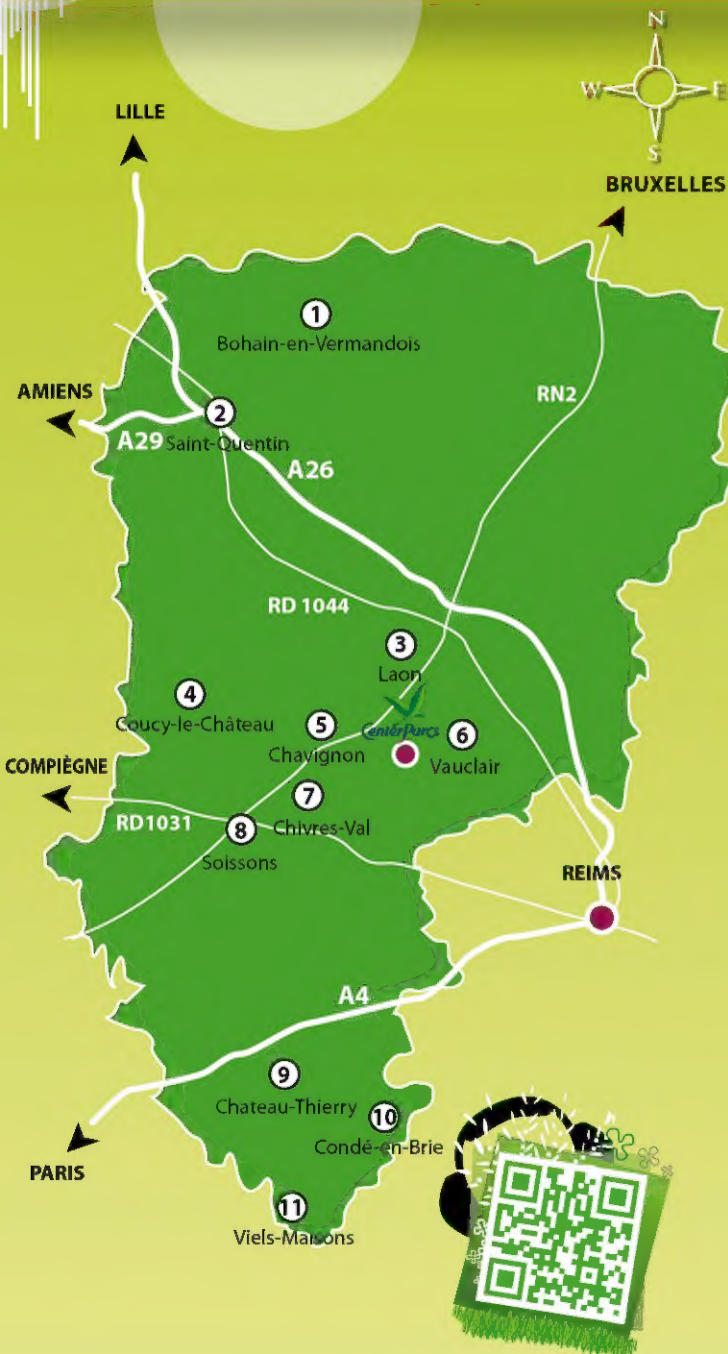 N
W E
S
LILLE
BRUXELLES
1
Bohain-en-Vermandois
AMIENS
RN2
2
A29
Saint-Quentin
A26
RD 1044
3
Laon
4
Coucy-le-Château
5
Chavignon
CenterParcs
6
Vauclair
COMPIÈGNE
7
Chivres-Val
RD1031
8
Soissons
REIMS
A4
9
Chateau-Thierry
10
Condé-en-Brie
PARIS
11
Viels-Maisons